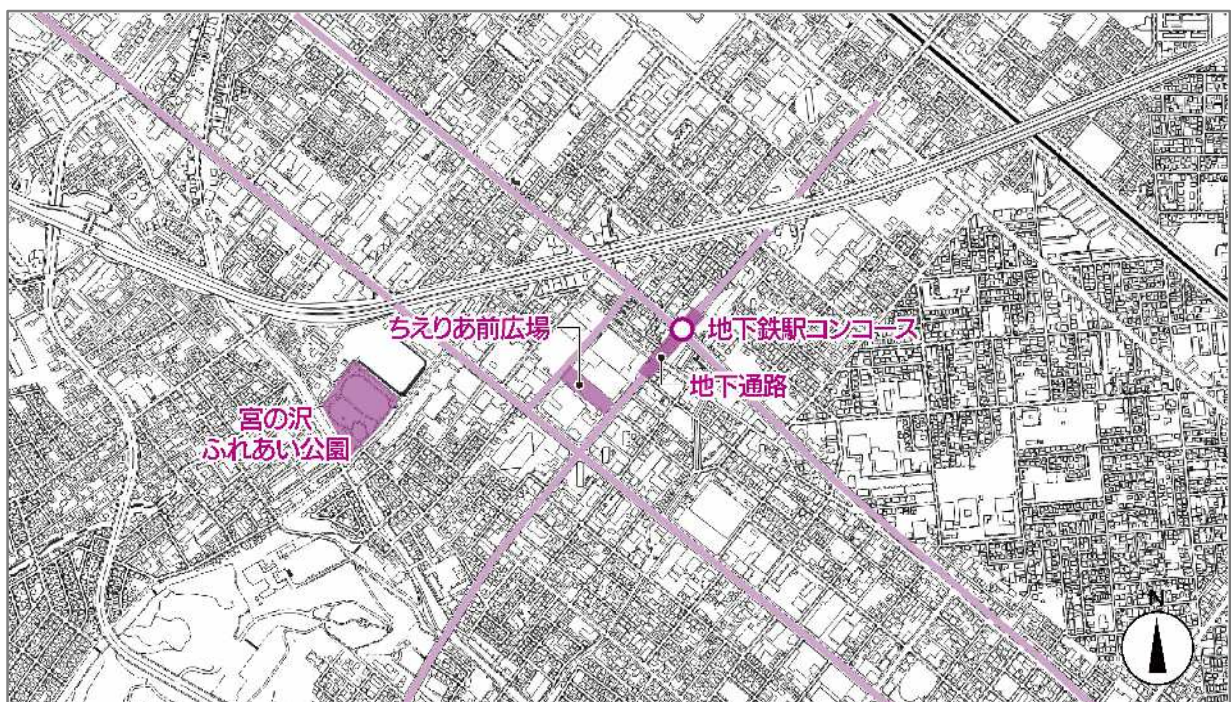 ちえりあ前広場
地下鉄駅コンコース
地下通路
宮の沢
ふれあい公園
N